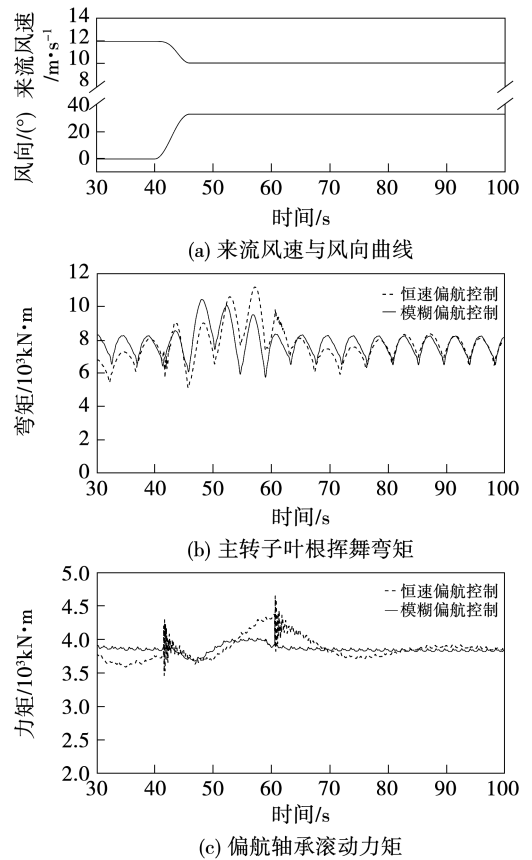 来流风速
/m·s⁻¹
14
12
10
8
风向/(°)
40
20
0
30 40 50 60 70 80 90 100
时间/s
(a) 来流风速与风向曲线
弯矩/10³kN·m
12
10
8
6
4
2
0
恒速偏航控制
模糊偏航控制
30 40 50 60 70 80 90 100
时间/s
(b) 主转子叶根挥舞弯矩
力矩/10³kN·m
5.0
4.5
4.0
3.5
3.0
2.5
2.0
恒速偏航控制
模糊偏航控制
30 40 50 60 70 80 90 100
时间/s
(c) 偏航轴承滚动力矩